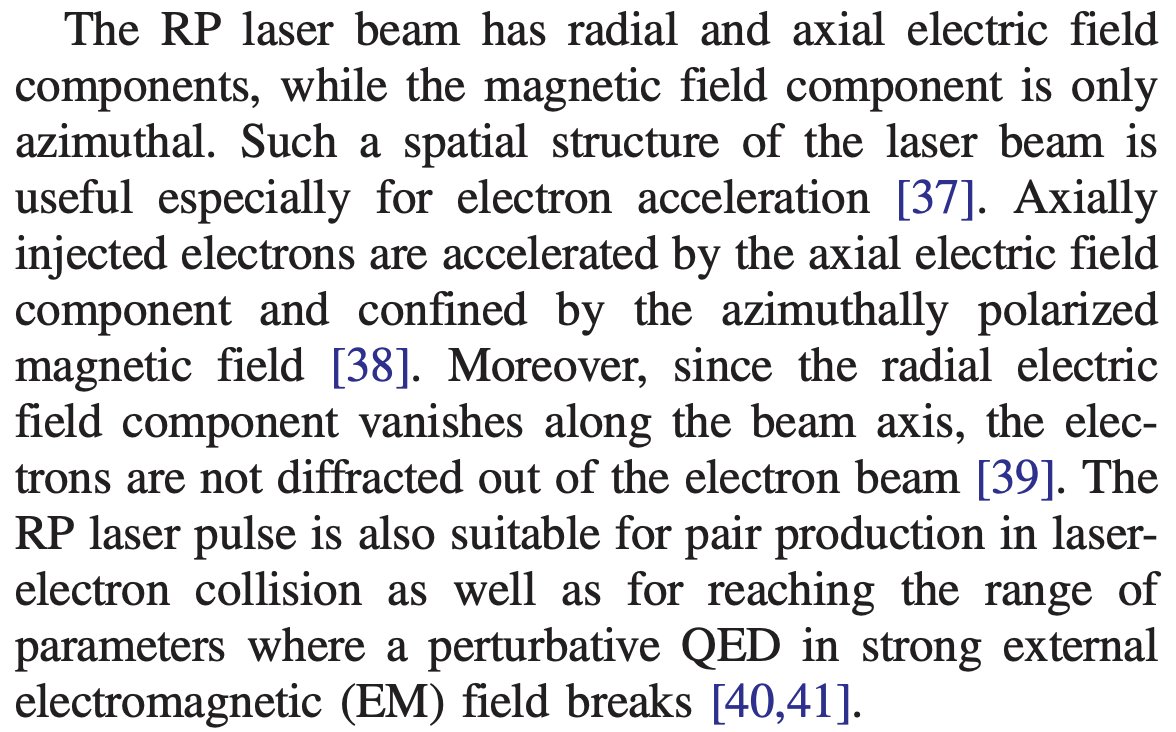 The RP laser beam has radial and axial electric field
components, while the magnetic field component is only
azimuthal. Such a spatial structure of the laser beam is
useful especially for electron acceleration [37]. Axially
injected electrons are accelerated by the axial electric field
component and confined by the azimuthally polarized
magnetic field [38]. Moreover, since the radial electric
field component vanishes along the beam axis, the elec-
trons are not diffracted out of the electron beam [39]. The
RP laser pulse is also suitable for pair production in laser-
electron collision as well as for reaching the range of
parameters where a perturbative QED in strong external
electromagnetic (EM) field breaks [40,41].